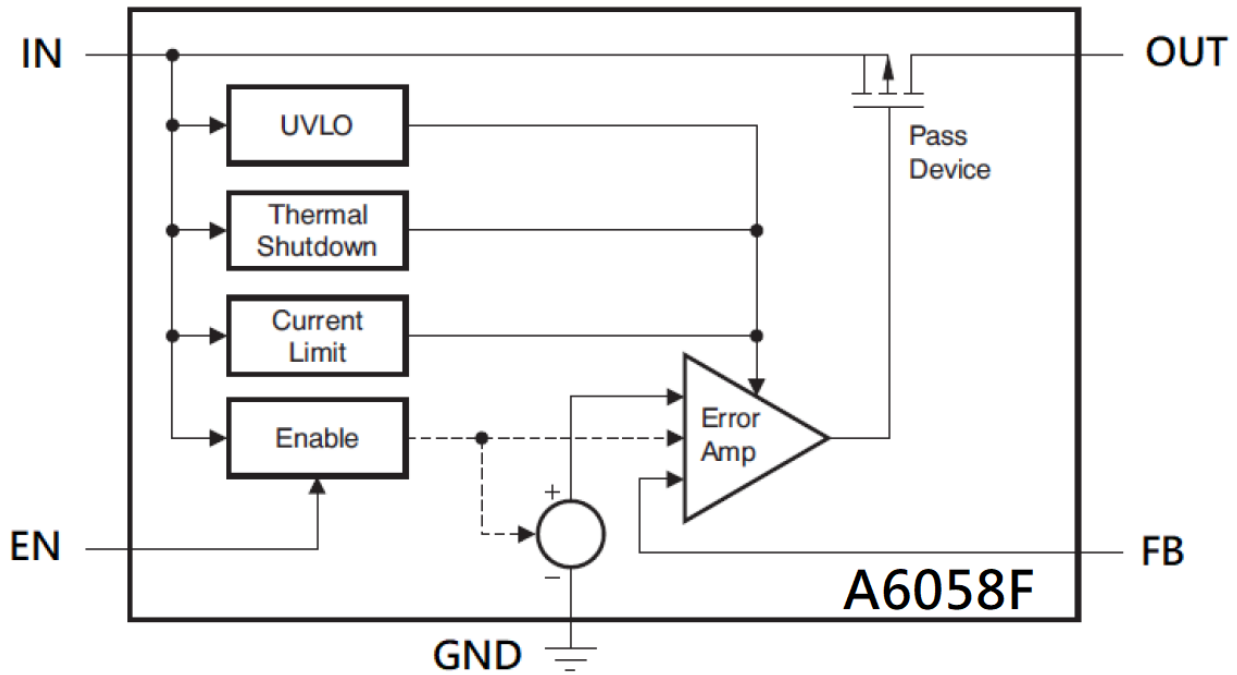 IN
OUT
UVLO
Pass
Device
Thermal
Shutdown
Current
Limit
Enable
Error
Amp
+
−
EN
FB
A6058F
GND